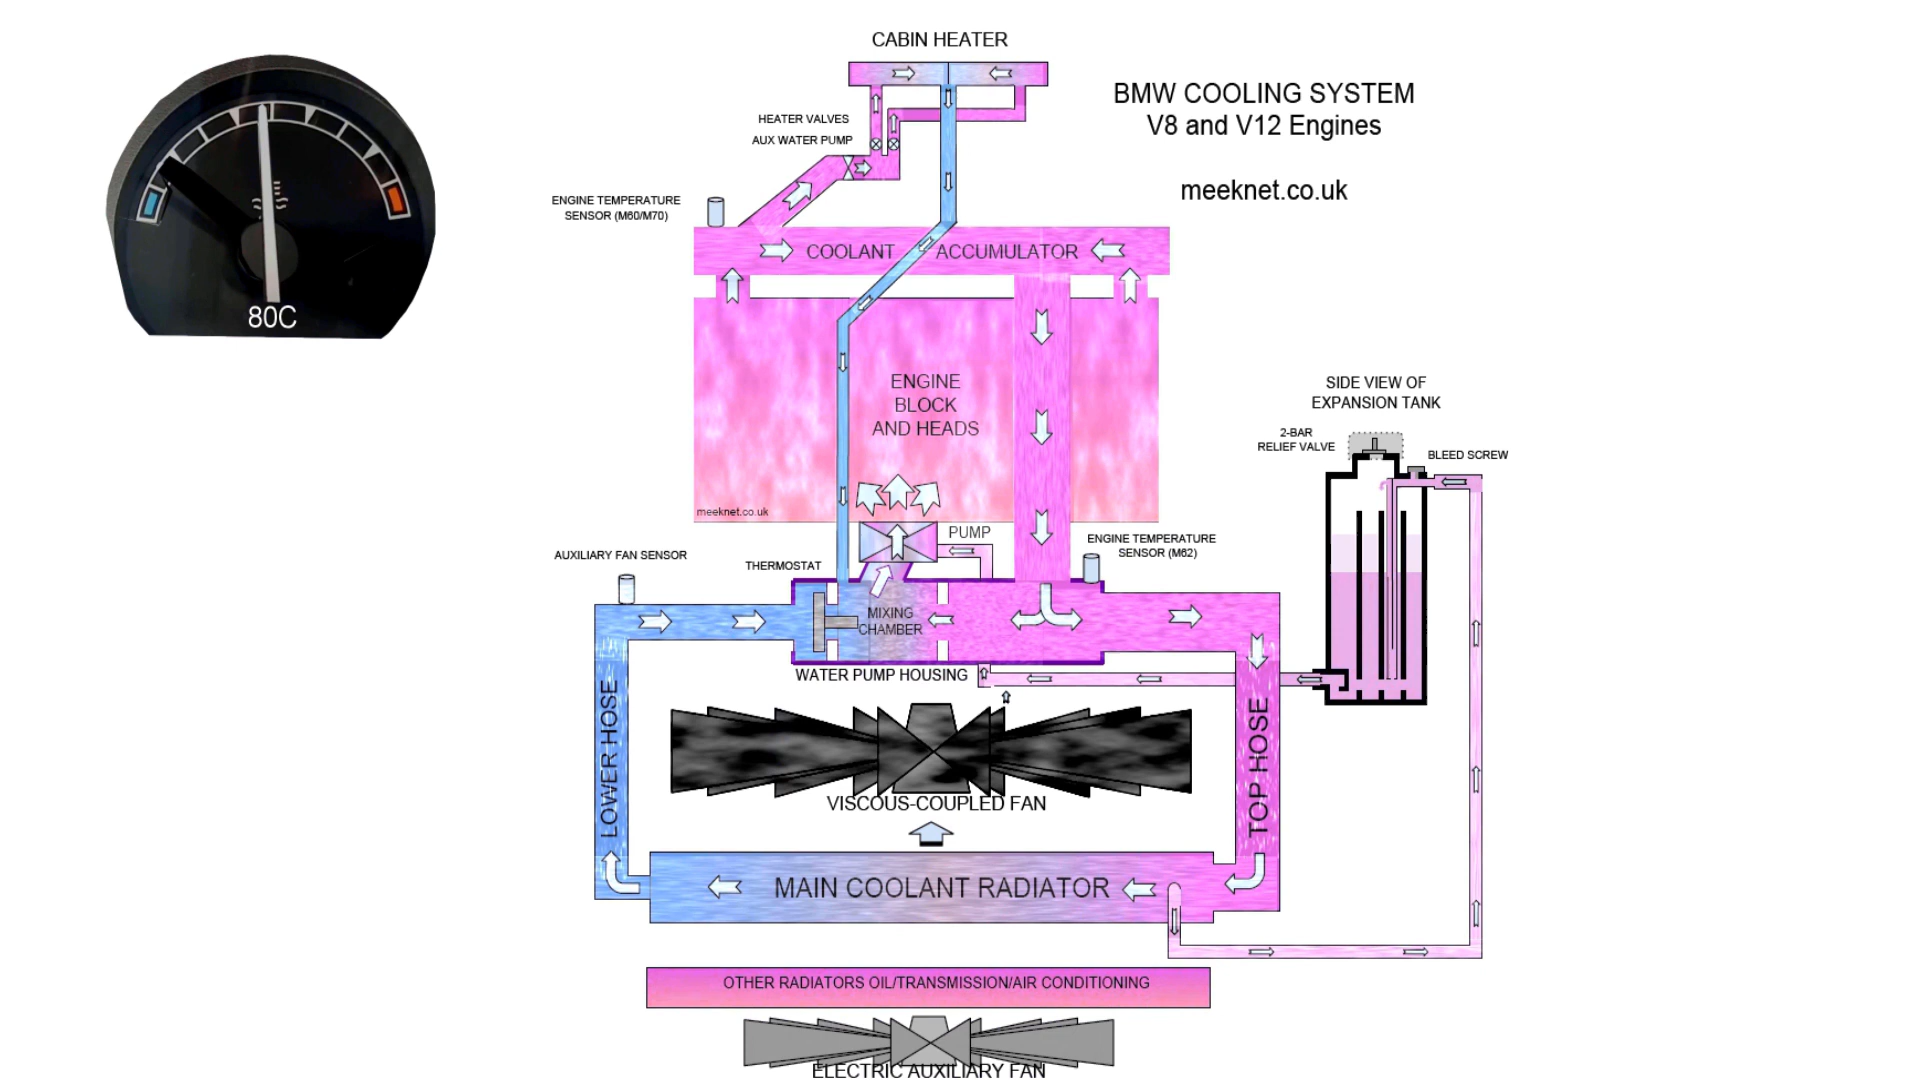 CABIN HEATER
BMW COOLING SYSTEM
V8 and V12 Engines
meeknet.co.uk
HEATER VALVES
AUX WATER PUMP
ENGINE TEMPERATURE
SENSOR (M60/M70)
COOLANT ACCUMULATOR
80C
ENGINE
BLOCK
AND HEADS
SIDE VIEW OF
EXPANSION TANK
2-BAR
RELIEF VALVE
BLEED SCREW
meeknet.co.uk
PUMP
ENGINE TEMPERATURE
SENSOR (M62)
AUXILIARY FAN SENSOR
THERMOSTAT
MIXING
CHAMBER
WATER PUMP HOUSING
LOWER HOSE
TOP HOSE
VISCOUS-COUPLED FAN
MAIN COOLANT RADIATOR
OTHER RADIATORS OIL/TRANSMISSION/AIR CONDITIONING
ELECTRIC AUXILIARY FAN